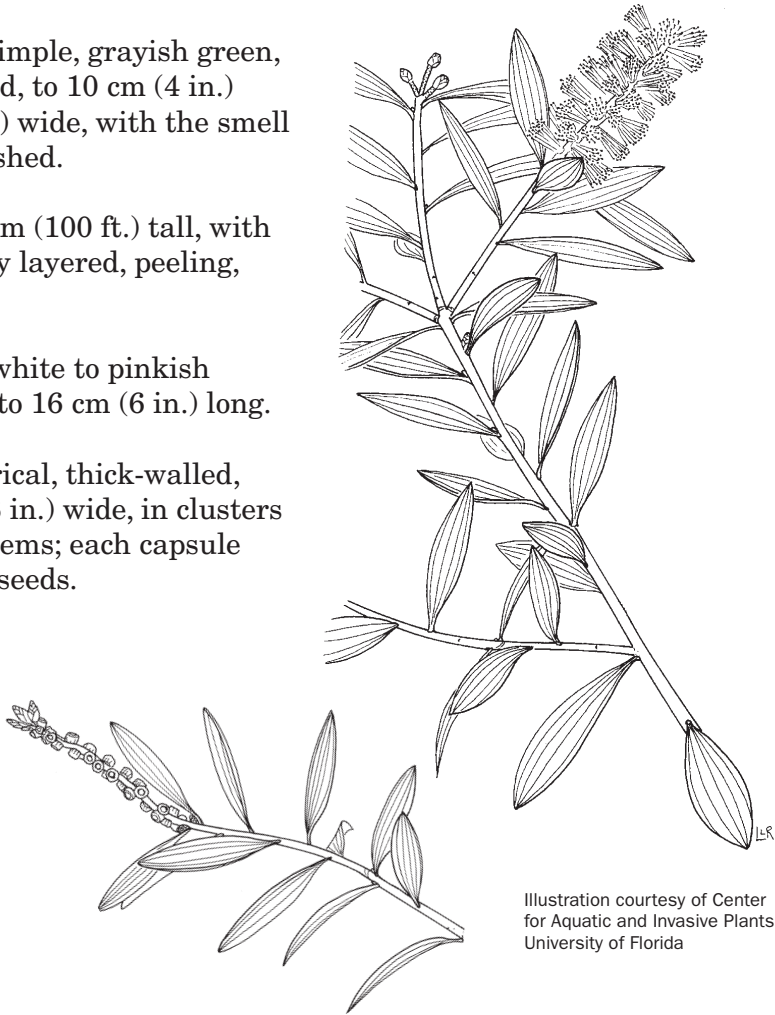 imple, grayish green,
d, to 10 cm (4 in.)
) wide, with the smell
shed.
m (100 ft.) tall, with
y layered, peeling,
white to pinkish
to 16 cm (6 in.) long.
rical, thick-walled,
in.) wide, in clusters
ems; each capsule
seeds.
LLR
Illustration courtesy of Center
for Aquatic and Invasive Plants
University of Florida